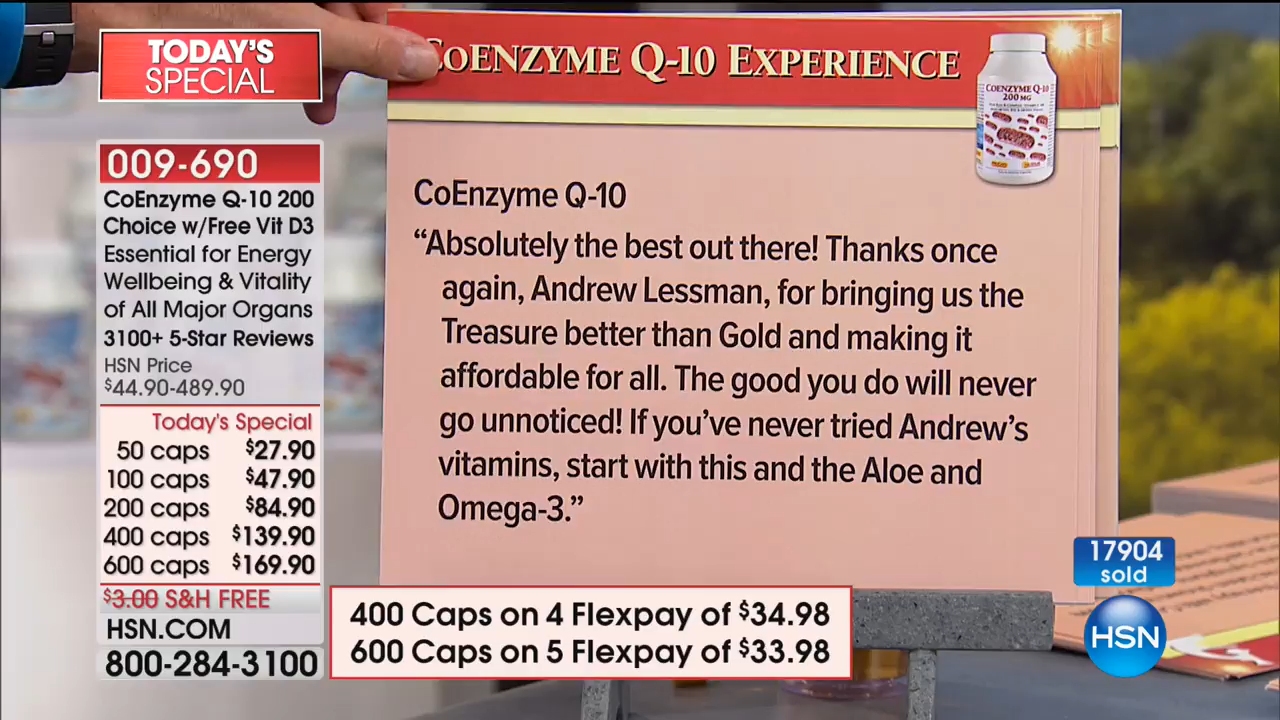 TODAY'S
SPECIAL
009-690
CoEnzyme Q-10 200
Choice w/Free Vit D3
Essential for Energy
Wellbeing & Vitality
of All Major Organs
3100+ 5-Star Reviews
HSN Price
$44.90-489.90
Today's Special
50 caps $27.90
100 caps $47.90
200 caps $84.90
400 caps $139.90
600 caps $169.90
$3.00 S&H FREE
HSN.COM
800-284-3100
COENZYME Q-10 EXPERIENCE
COENZYME Q-10
200 MG
CoEnzyme Q-10
“Absolutely the best out there! Thanks once
again, Andrew Lessman, for bringing us the
Treasure better than Gold and making it
affordable for all. The good you do will never
go unnoticed! If you’ve never tried Andrew’s
vitamins, start with this and the Aloe and
Omega-3.”
400 Caps on 4 Flexpay of $34.98
600 Caps on 5 Flexpay of $33.98
17904
sold
HSN